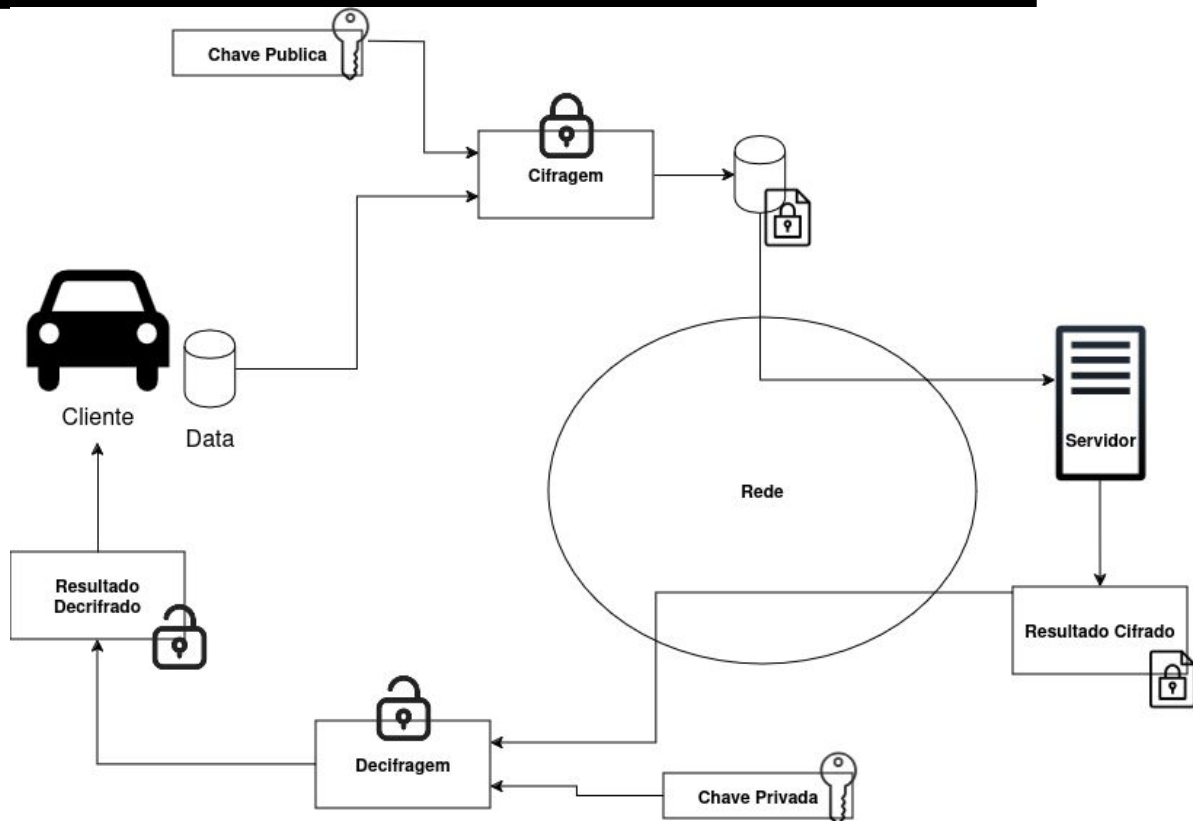 Chave Publica
Cifragem
Cliente
Data
Servidor
Rede
Resultado
Decrifrado
Resultado Cifrado
Decifragem
Chave Privada